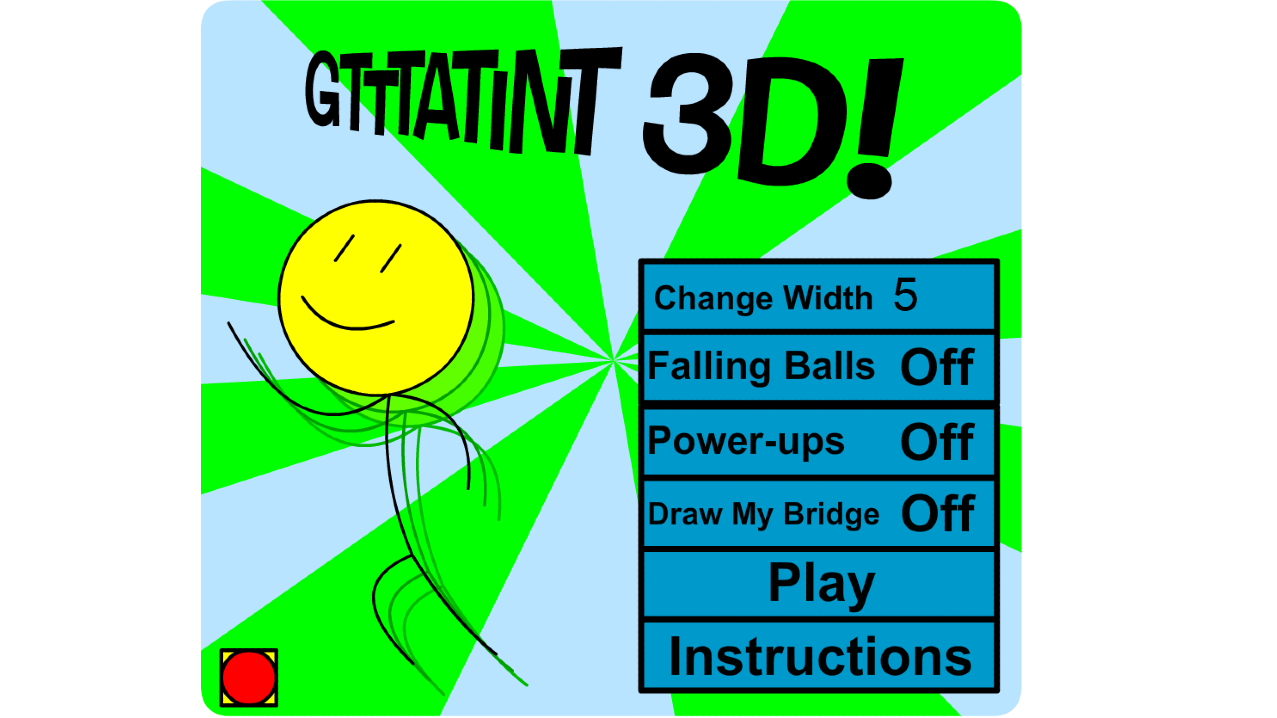 GTTTATINT 3D!
Change Width 5
Falling Balls Off
Power-ups Off
Draw My Bridge Off
Play
Instructions